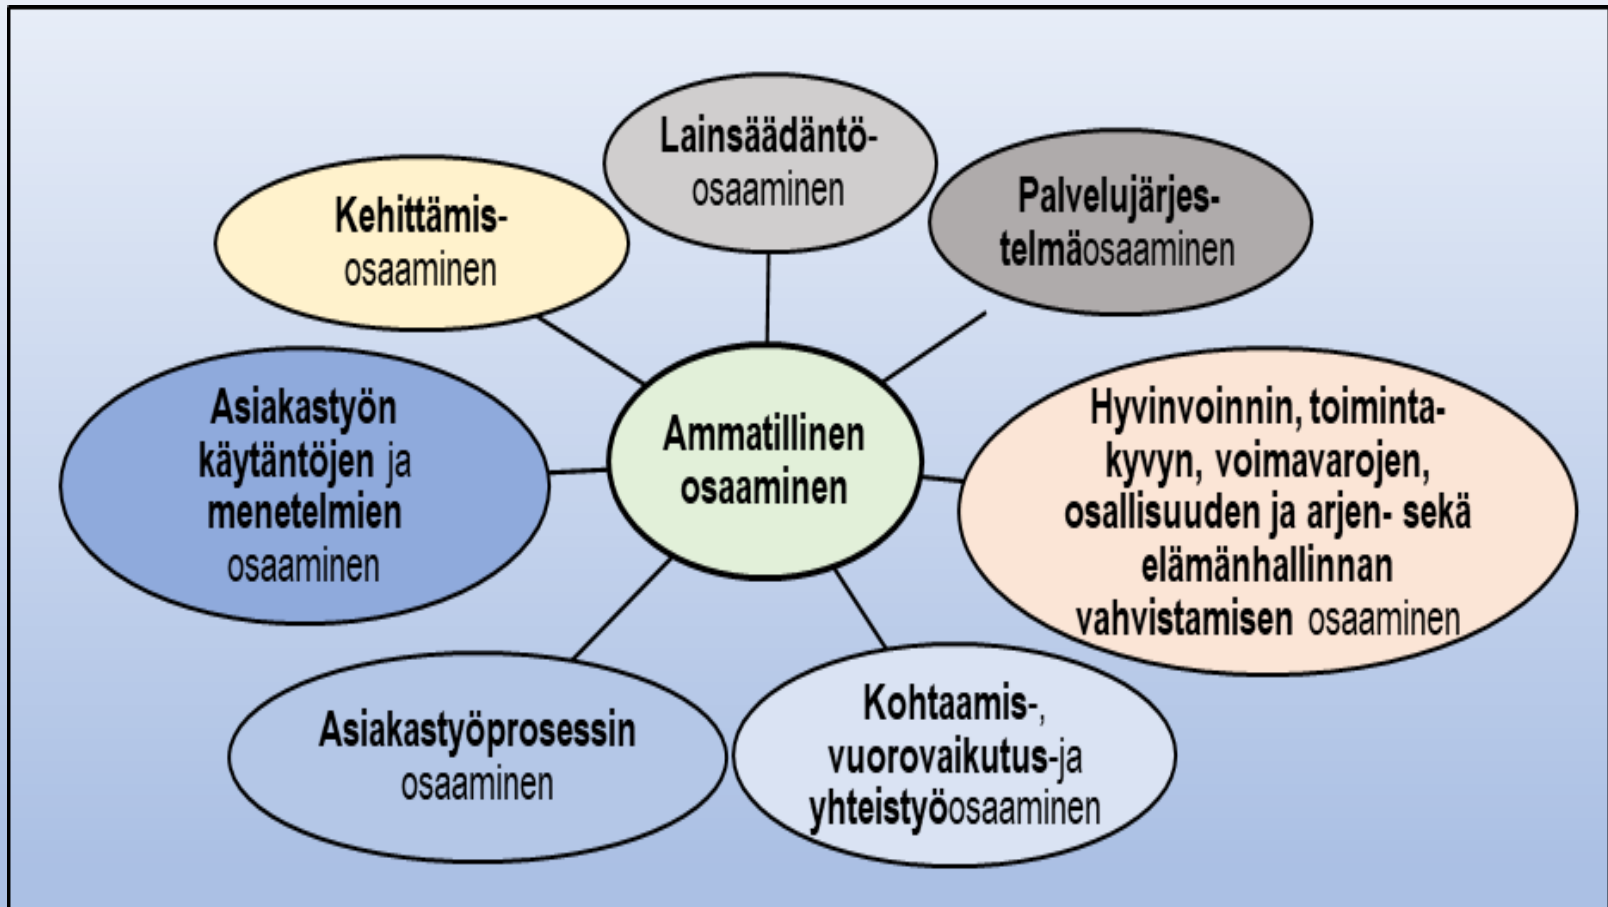 Lainsäädäntö-
osaaminen
Kehittämis-
osaaminen
Palvelujärjes-
telmäosaaminen
Asiakastyön
käytäntöjen ja
menetelmien
osaaminen
Ammatillinen
osaaminen
Hyvinvoinnin, toiminta-
kyvyn, voimavarojen,
osallisuuden ja arjen- sekä
elämänhallinnan
vahvistamisen osaaminen
Asiakastyöprosessin
osaaminen
Kohtaamis-,
vuorovaikutus-ja
yhteistyöosaaminen